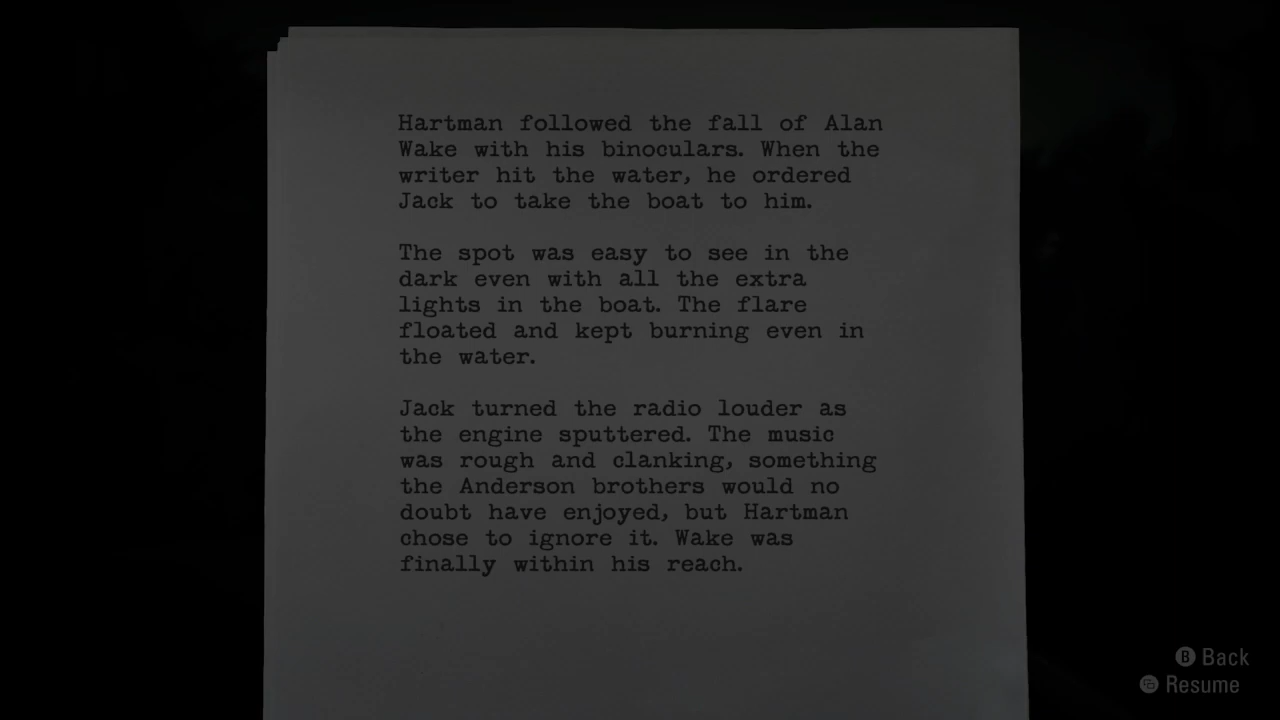 Hartman followed the fall of Alan
Wake with his binoculars. When the
writer hit the water, he ordered
Jack to take the boat to him.
The spot was easy to see in the
dark even with all the extra
lights in the boat. The flare
floated and kept burning even in
the water.
Jack turned the radio louder as
the engine sputtered. The music
was rough and clanking, something
the Anderson brothers would no
doubt have enjoyed, but Hartman
chose to ignore it. Wake was
finally within his reach.
B Back
Resume